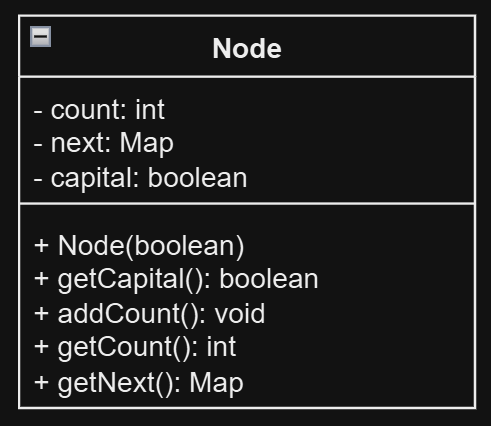 Node
- count: int
- next: Map
- capital: boolean
+ Node(boolean)
+ getCapital(): boolean
+ addCount(): void
+ getCount(): int
+ getNext(): Map